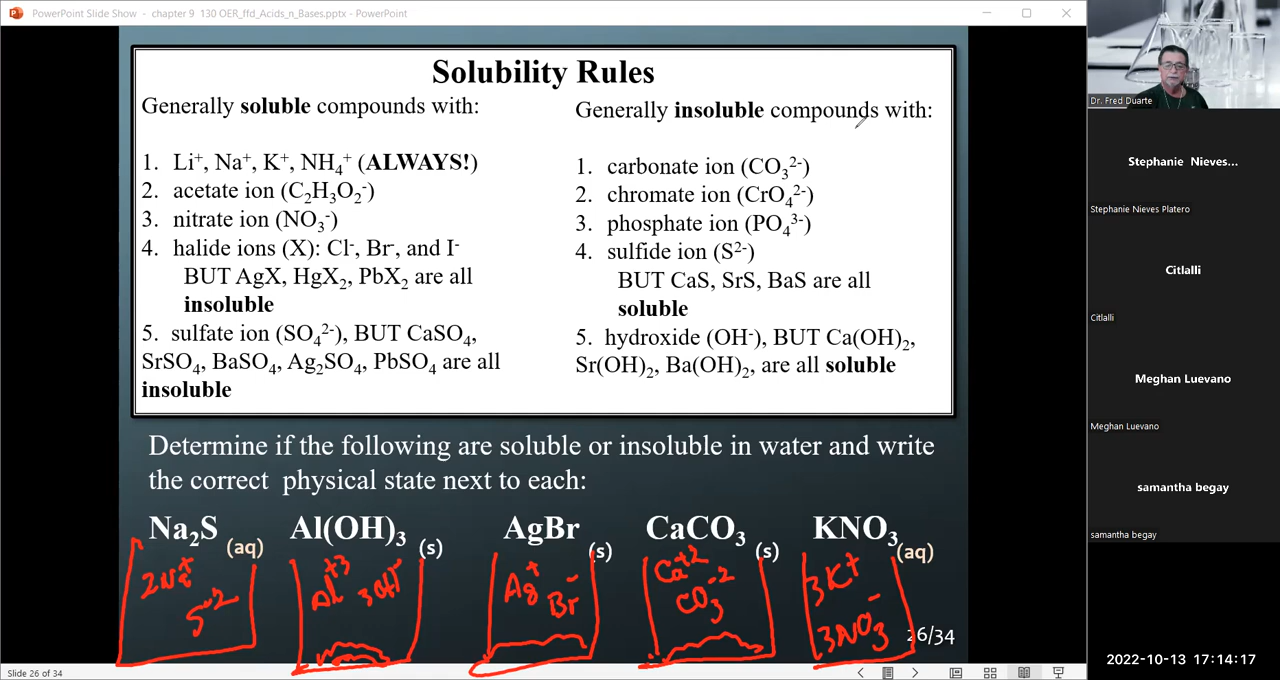 PowerPoint Slide Show - chapter 9 130 OER_ffd_Acids_n_Bases.pptx - PowerPoint
Solubility Rules
Generally soluble compounds with:
1. Li⁺, Na⁺, K⁺, NH₄⁺ (ALWAYS!)
2. acetate ion (C₂H₃O₂⁻)
3. nitrate ion (NO₃⁻)
4. halide ions (X): Cl⁻, Br⁻, and I⁻
BUT AgX, HgX₂, PbX₂ are all
insoluble
5. sulfate ion (SO₄²⁻), BUT CaSO₄,
SrSO₄, BaSO₄, Ag₂SO₄, PbSO₄ are all
insoluble
Generally insoluble compounds with:
1. carbonate ion (CO₃²⁻)
2. chromate ion (CrO₄²⁻)
3. phosphate ion (PO₄³⁻)
4. sulfide ion (S²⁻)
BUT CaS, SrS, BaS are all
soluble
5. hydroxide (OH⁻), BUT Ca(OH)₂,
Sr(OH)₂, Ba(OH)₂, are all soluble
Determine if the following are soluble or insoluble in water and write
the correct physical state next to each:
Na₂S (aq) Al(OH)₃ (s) AgBr (s) CaCO₃ (s) KNO₃ (aq)
2Na⁺
S⁻²
Al⁺³ 3OH⁻
Ag⁺
Br⁻
Ca⁺²
CO₃⁻²
3K⁺
3NO₃⁻
26/34
Slide 26 of 34
Dr. Fred Duarte
Stephanie Nieves...
Stephanie Nieves Platero
Citlalli
Citlalli
Meghan Luevano
Meghan Luevano
samantha begay
samantha begay
2022-10-13 17:14:17